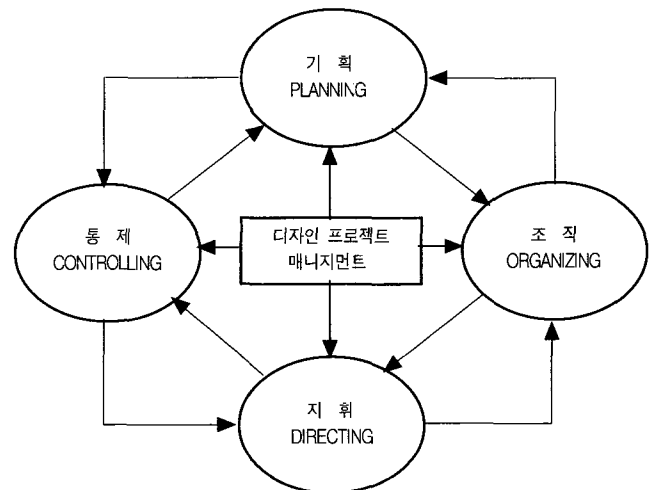 기 획
PLANNING
통 제
CONTROLLING
디자인 프로젝트
매니지먼트
조 직
ORGANIZING
지 휘
DIRECTING